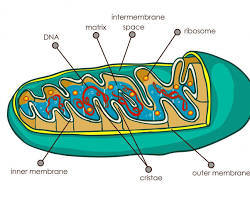 intermembrane
space
matrix
ribosome
DNA
inner membrane
outer membrane
cristae